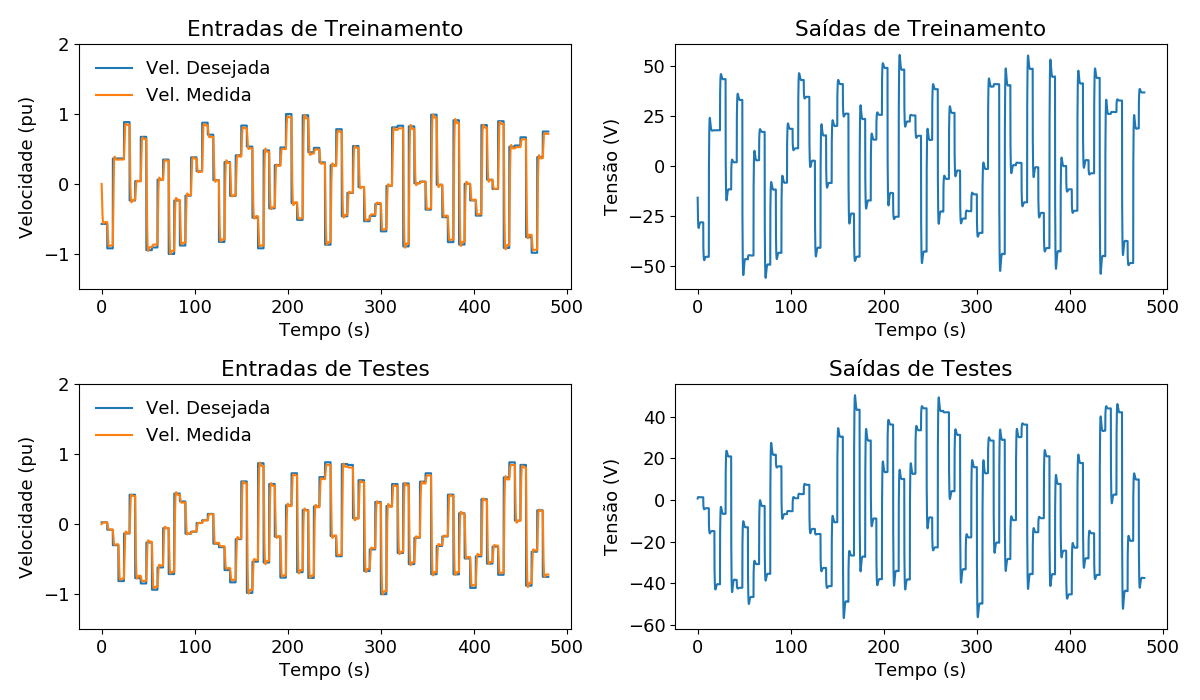 Entradas de Treinamento
Velocidade (pu)
2
1
0
−1
Vel. Desejada
Vel. Medida
0 100 200 300 400 500
Tempo (s)
Saídas de Treinamento
Tensão (V)
50
25
0
−25
−50
0 100 200 300 400 500
Tempo (s)
Entradas de Testes
Velocidade (pu)
2
1
0
−1
Vel. Desejada
Vel. Medida
0 100 200 300 400 500
Tempo (s)
Saídas de Testes
Tensão (V)
40
20
0
−20
−40
−60
0 100 200 300 400 500
Tempo (s)